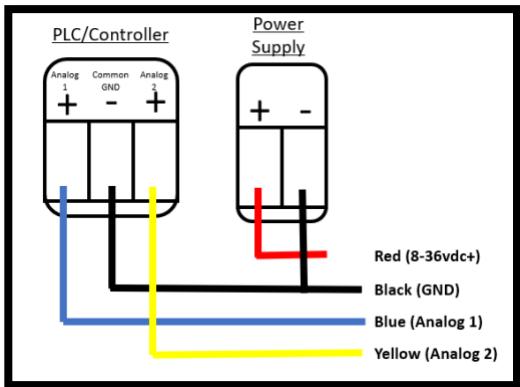 PLC/Controller
Power
Supply
Analog
1
Common
GND
Analog
2
+
-
+
+
-
Red (8-36vdc+)
Black (GND)
Blue (Analog 1)
Yellow (Analog 2)